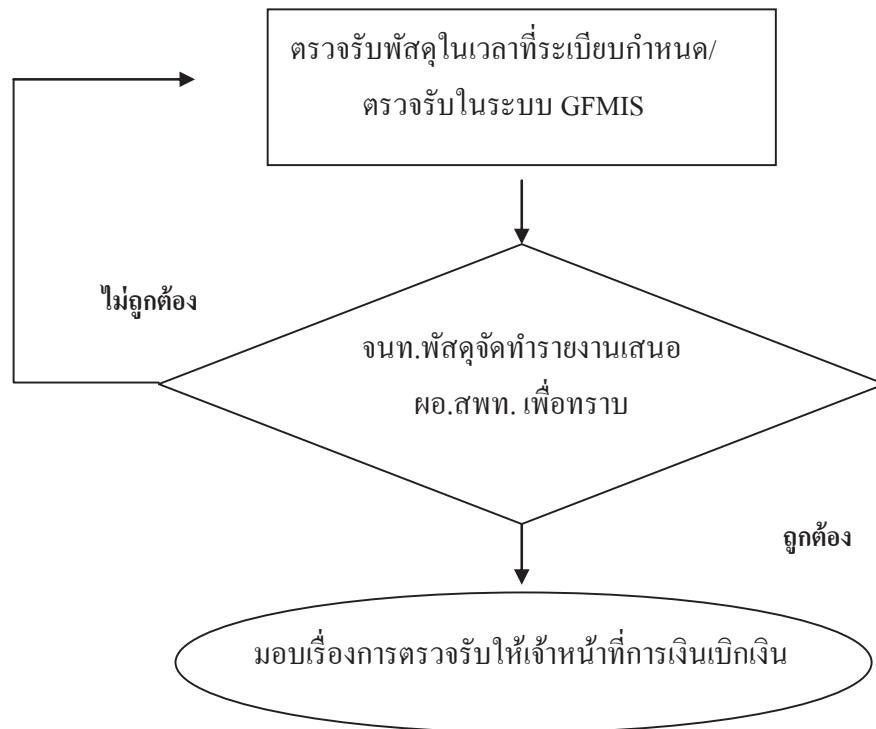 ตรวจรับพัสดุในเวลาที่ระเบียบกำหนด/
ตรวจรับในระบบ GFMIS
ไม่ถูกต้อง
จนท.พัสดุจัดทำรายงานเสนอ
ผอ.สพท. เพื่อทราบ
ถูกต้อง
มอบเรื่องการตรวจรับให้เจ้าหน้าที่การเงินเบิกเงิน